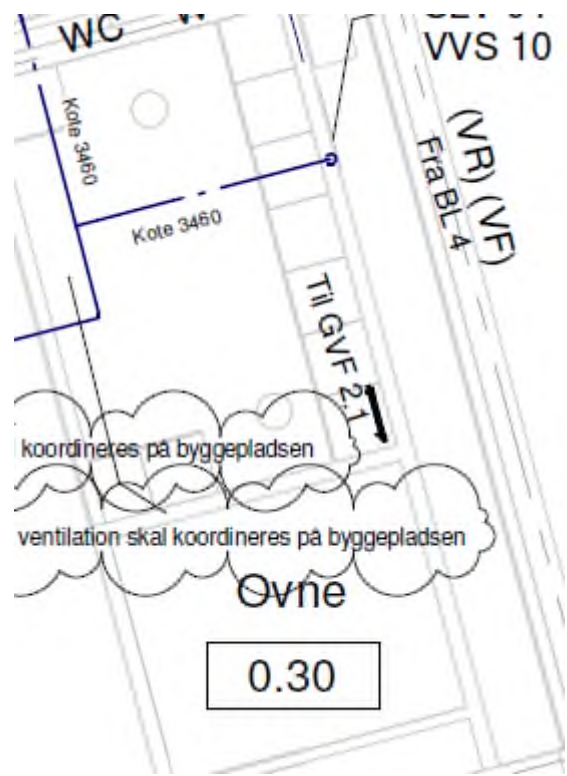 WC
VVS 10
(VR) (VF)
Fra BL 4
Kote 3460
Kote 3460
Til GVF 2.1
koordineres på byggepladsen
ventilation skal koordineres på byggepladsen
Ovne
0.30